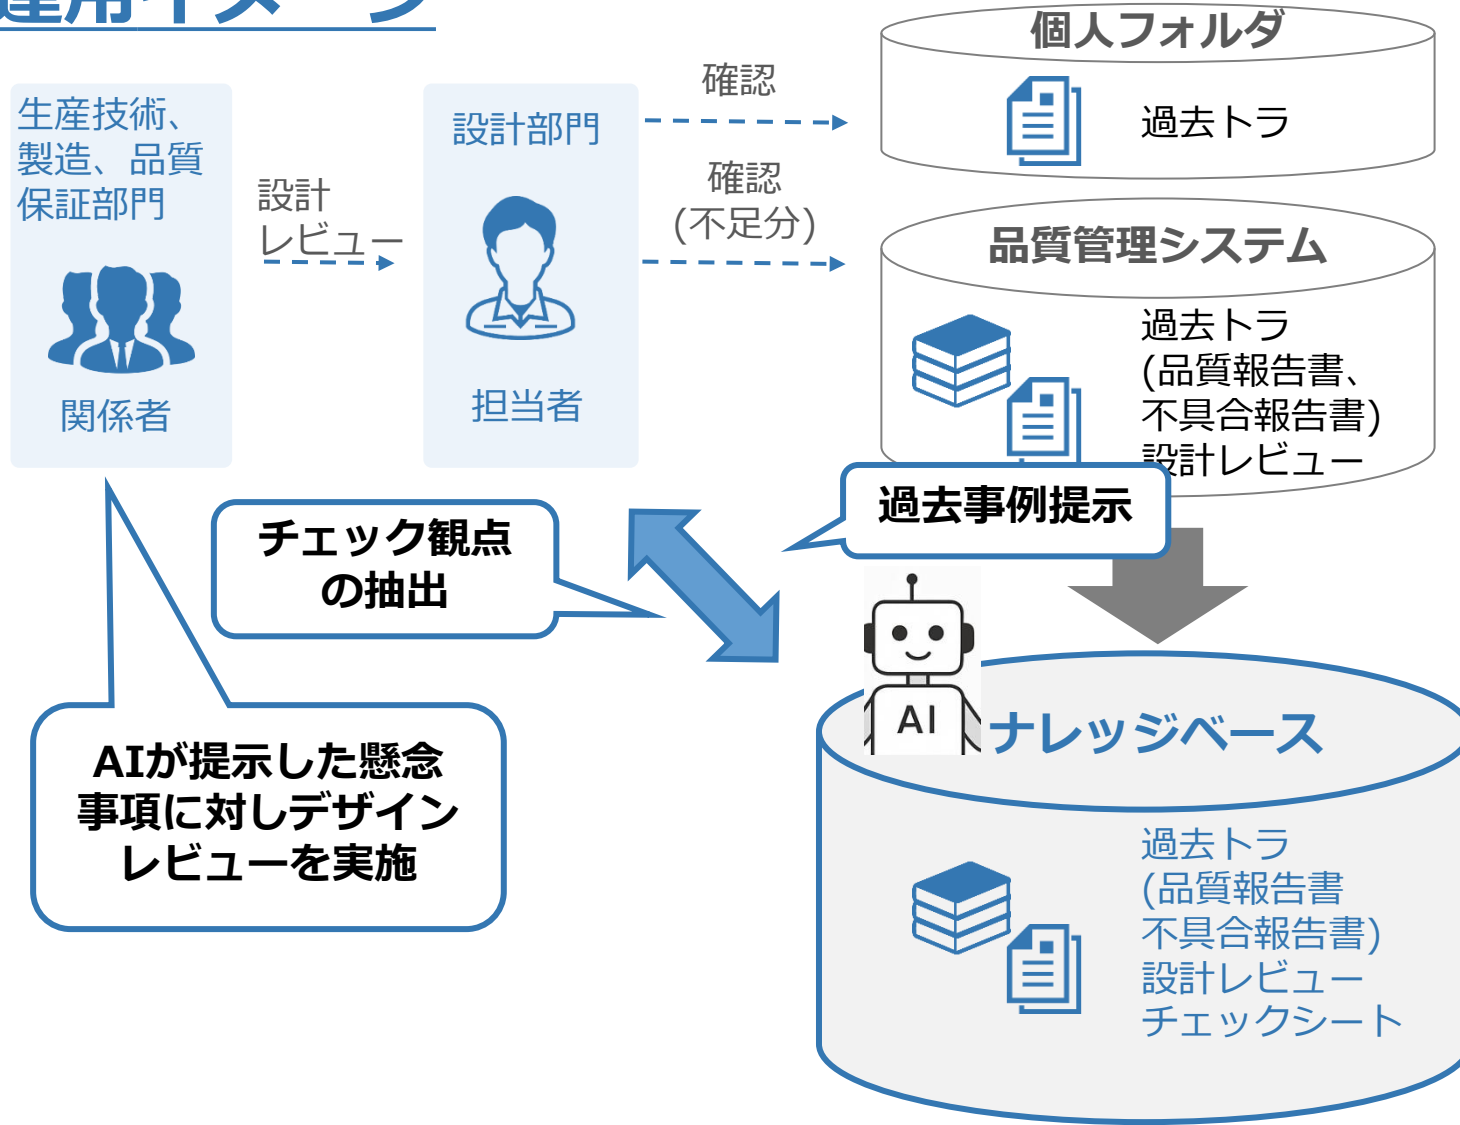 運用イメージ
生産技術、
製造、品質
保証部門
関係者
設計
レビュー
設計部門
担当者
確認
確認
(不足分)
個人フォルダ
過去トラ
品質管理システム
過去トラ
(品質報告書、
不具合報告書)
設計レビュー
過去事例提示
チェック観点
の抽出
AIが提示した懸念
事項に対しデザイン
レビューを実施
AI
ナレッジベース
過去トラ
(品質報告書
不具合報告書)
設計レビュー
チェックシート